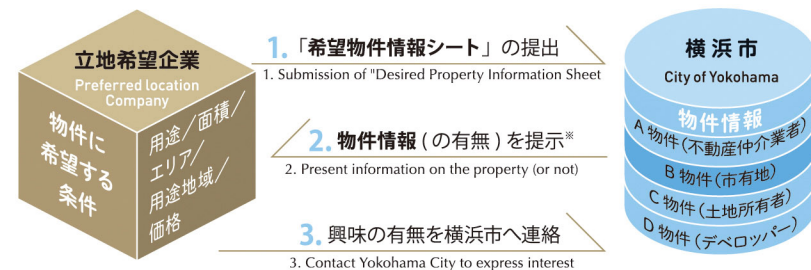 立地希望企業
Preferred location
Company
物件に
希望する
条件
用途／面積／
エリア／
用途地域／
価格
1.「希望物件情報シート」の提出
1. Submission of "Desired Property Information Sheet
2. 物件情報 ( の有無 ) を提示※
2. Present information on the property (or not)
3. 興味の有無を横浜市へ連絡
3. Contact Yokohama City to express interest
横浜市
City of Yokohama
物件情報
A 物件(不動産仲介業者)
B 物件(市有地)
C 物件(土地所有者)
D 物件(デベロッパー)